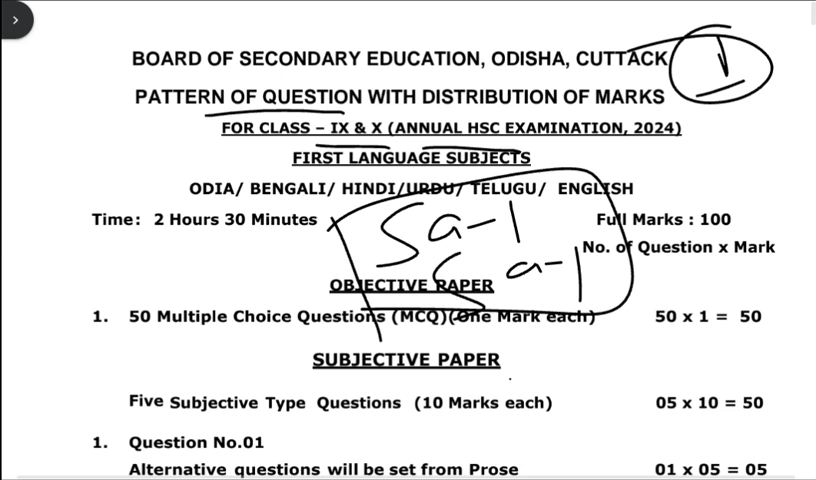 BOARD OF SECONDARY EDUCATION, ODISHA, CUTTACK
1
PATTERN OF QUESTION WITH DISTRIBUTION OF MARKS
FOR CLASS – IX & X (ANNUAL HSC EXAMINATION, 2024)
FIRST LANGUAGE SUBJECTS
ODIA/ BENGALI/ HINDI/URDU/ TELUGU/ ENGLISH
Time: 2 Hours 30 Minutes Full Marks : 100
Sa-1
No. of Question x Mark
Sa-1
OBJECTIVE PAPER
1. 50 Multiple Choice Questions (MCQ)(One Mark each) 50 x 1 = 50
SUBJECTIVE PAPER
Five Subjective Type Questions (10 Marks each) 05 x 10 = 50
1. Question No.01
Alternative questions will be set from Prose 01 x 05 = 05